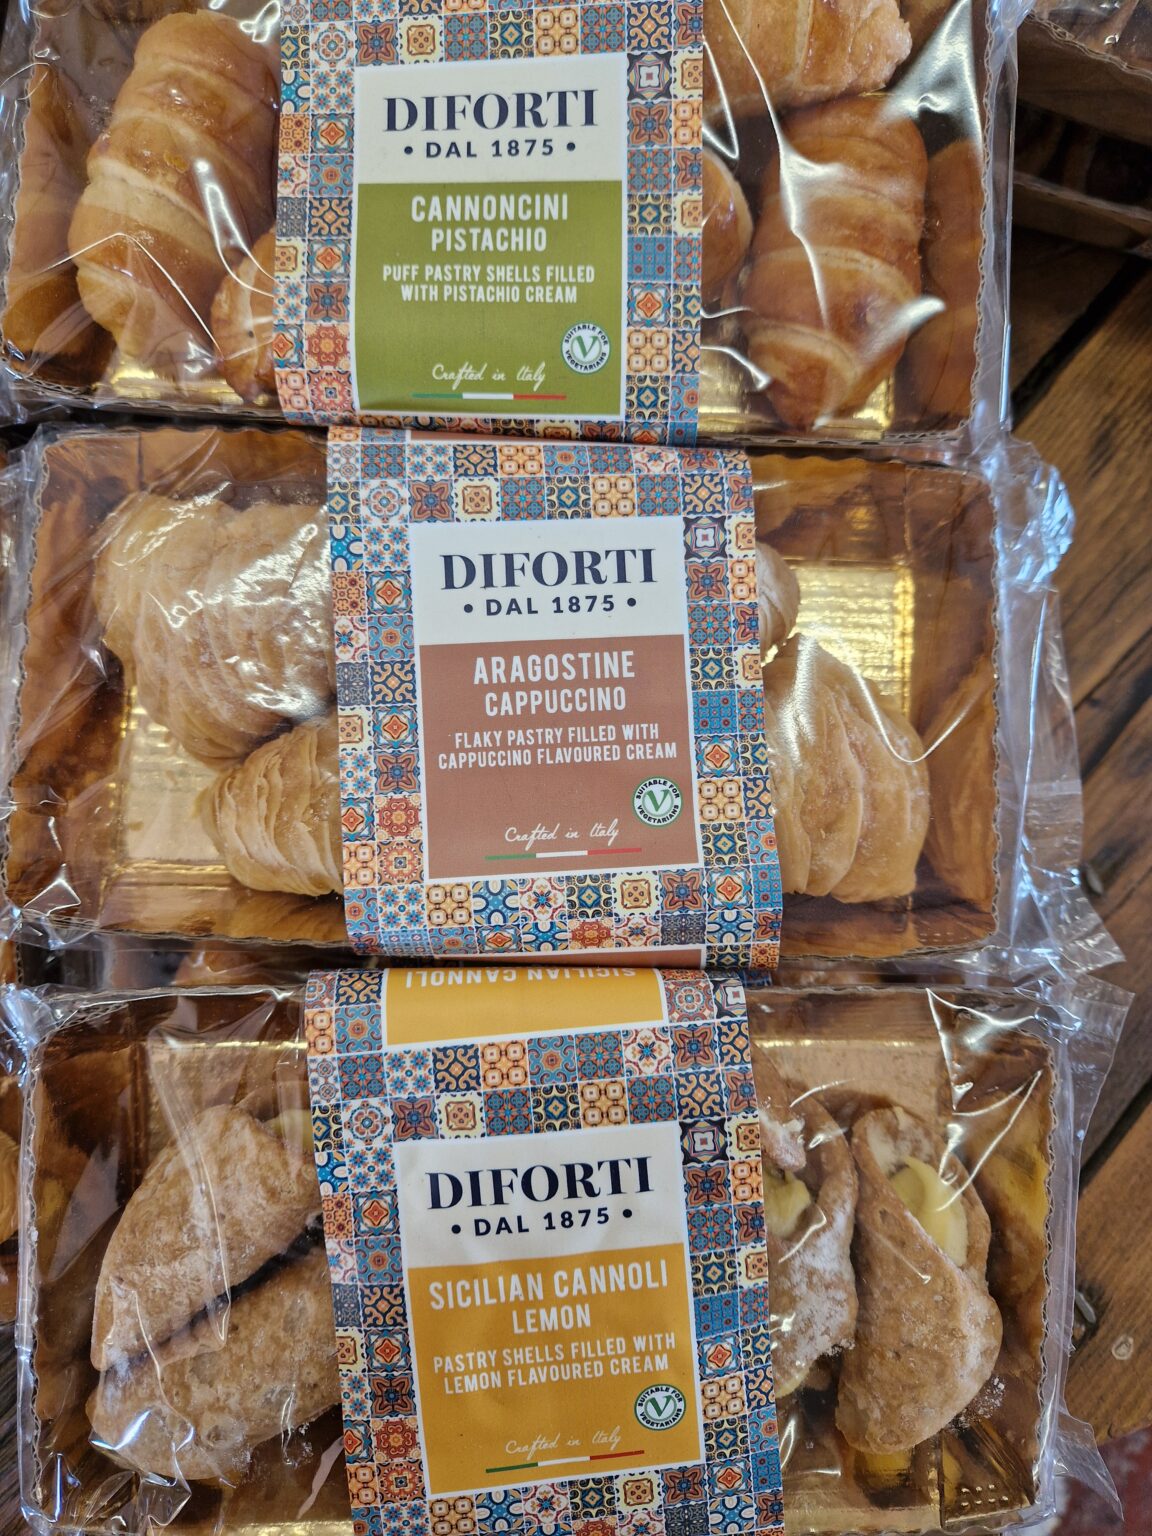 DIFORTI
• DAL 1875 •
CANNONCINI
PISTACHIO
PUFF PASTRY SHELLS FILLED
WITH PISTACHIO CREAM
SUITABLE FOR
V
VEGETARIANS
Crafted in Italy
DIFORTI
• DAL 1875 •
ARAGOSTINE
CAPPUCCINO
FLAKY PASTRY FILLED WITH
CAPPUCCINO FLAVOURED CREAM
SUITABLE FOR
V
VEGETARIANS
Crafted in Italy
SICILIAN CANNOLI
DIFORTI
• DAL 1875 •
SICILIAN CANNOLI
LEMON
PASTRY SHELLS FILLED WITH
LEMON FLAVOURED CREAM
SUITABLE FOR
V
VEGETARIANS
Crafted in Italy